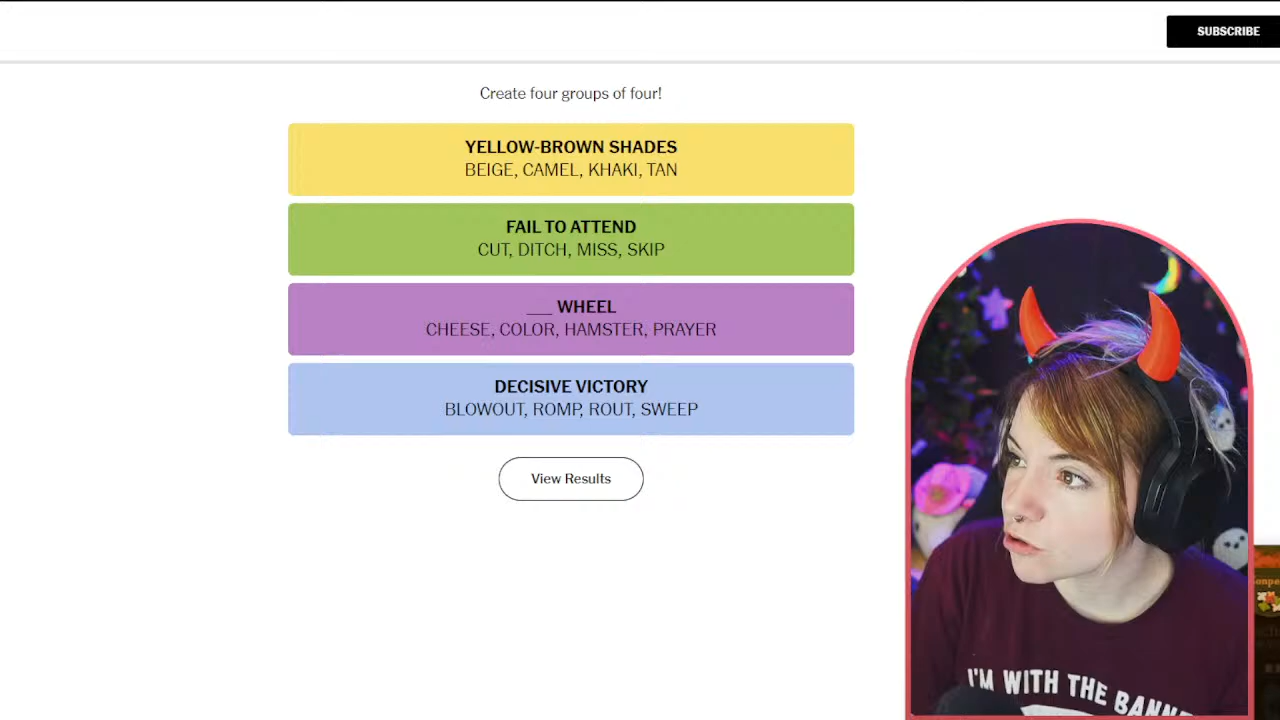 SUBSCRIBE
Create four groups of four!
YELLOW-BROWN SHADES
BEIGE, CAMEL, KHAKI, TAN
FAIL TO ATTEND
CUT, DITCH, MISS, SKIP
___ WHEEL
CHEESE, COLOR, HAMSTER, PRAYER
DECISIVE VICTORY
BLOWOUT, ROMP, ROUT, SWEEP
View Results
I'M WITH THE BANNE